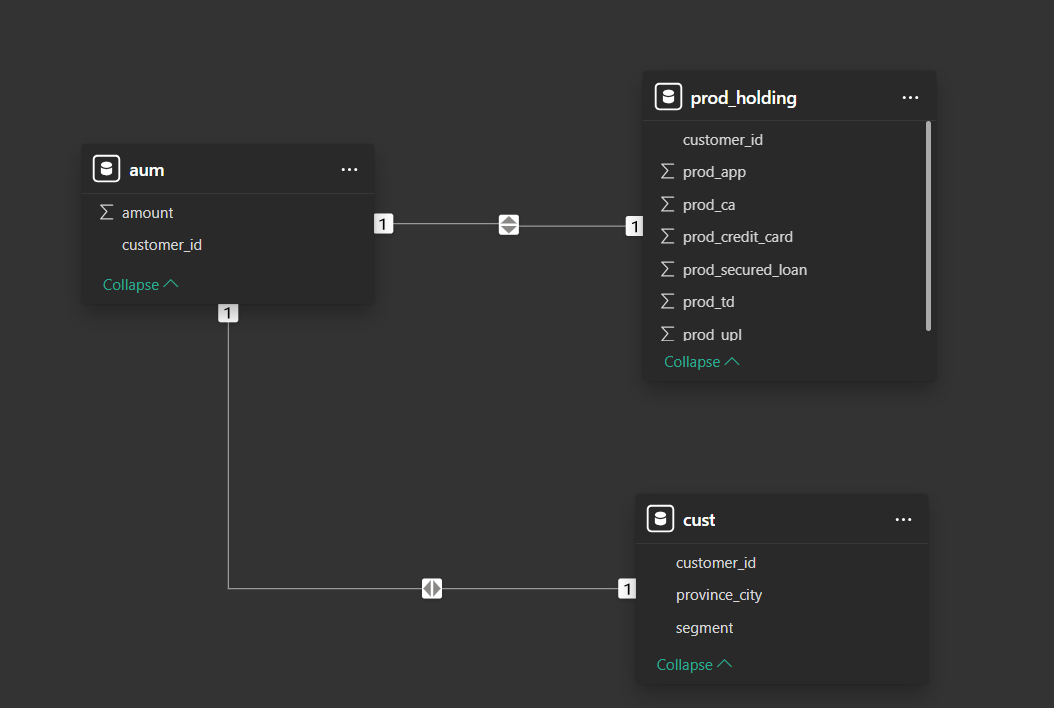 aum
amount
customer_id
Collapse
1
1
1
1
prod_holding
customer_id
prod_app
prod_ca
prod_credit_card
prod_secured_loan
prod_td
prod_upl
Collapse
cust
customer_id
province_city
segment
Collapse